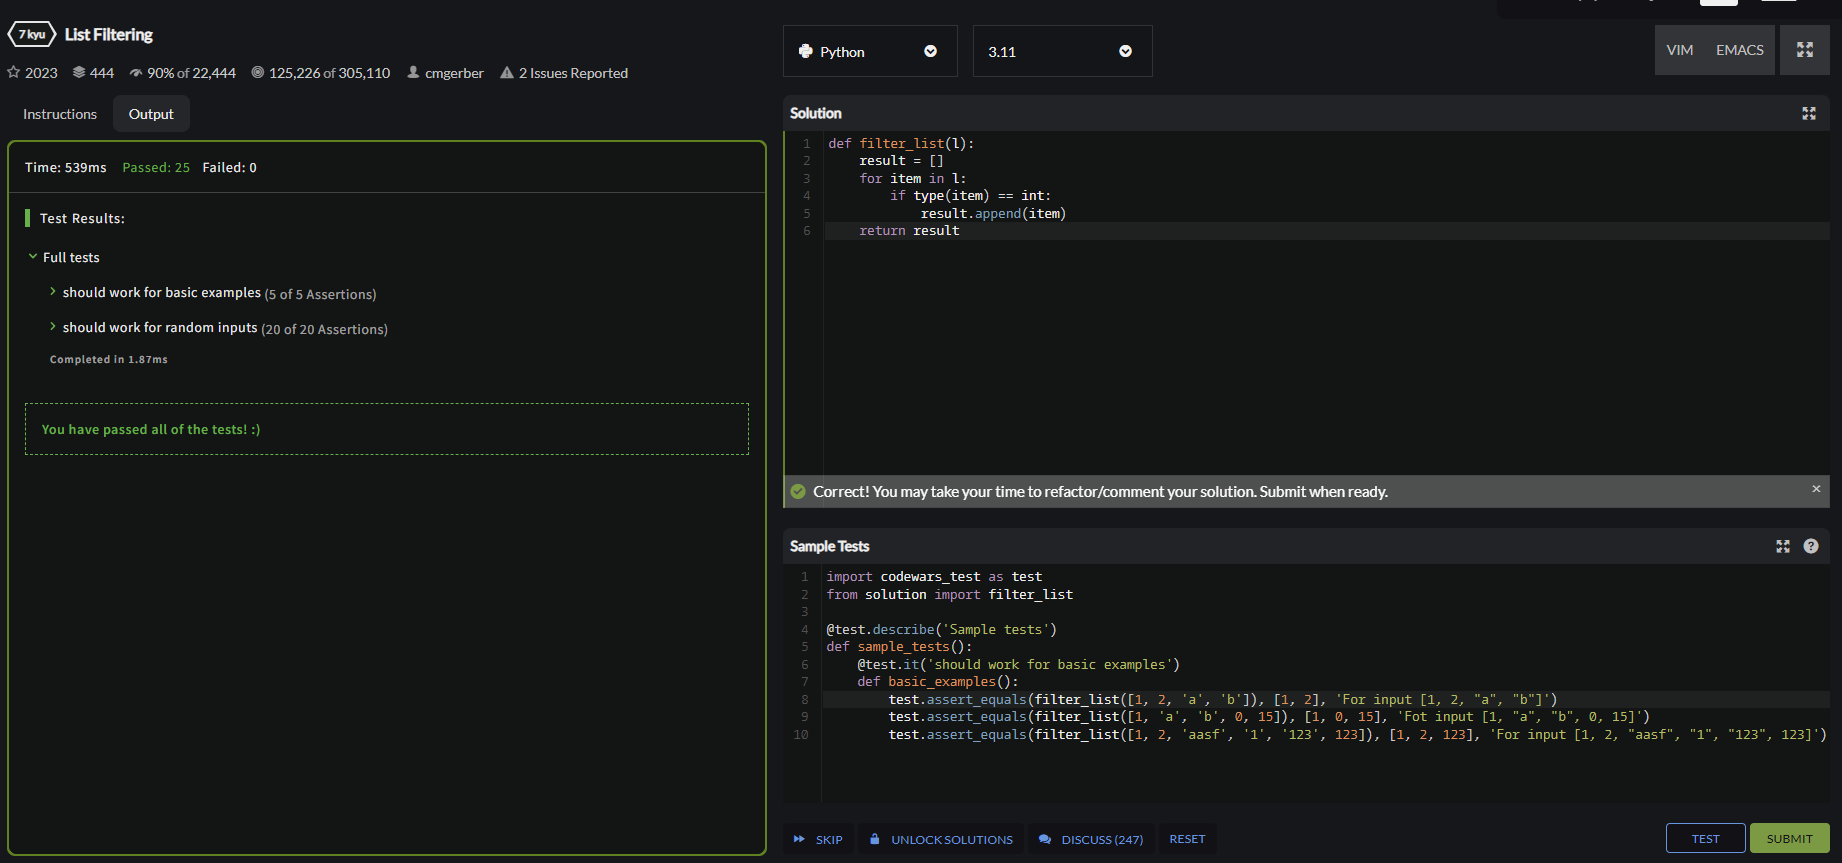 7 kyu List Filtering
2023 444 90% of 22,444 125,226 of 305,110 cmgerber 2 Issues Reported
Instructions Output
Time: 539ms Passed: 25 Failed: 0
Test Results:
Full tests
should work for basic examples (5 of 5 Assertions)
should work for random inputs (20 of 20 Assertions)
Completed in 1.87ms
You have passed all of the tests! :)
Python 3.11 VIM EMACS
Solution
1 def filter_list(l):
2     result = []
3     for item in l:
4         if type(item) == int:
5             result.append(item)
6     return result
Correct! You may take your time to refactor/comment your solution. Submit when ready. ×
Sample Tests ?
1 import codewars_test as test
2 from solution import filter_list
3
4 @test.describe('Sample tests')
5 def sample_tests():
6     @test.it('should work for basic examples')
7     def basic_examples():
8         test.assert_equals(filter_list([1, 2, 'a', 'b']), [1, 2], 'For input [1, 2, "a", "b"]')
9         test.assert_equals(filter_list([1, 'a', 'b', 0, 15]), [1, 0, 15], 'Fot input [1, "a", "b", 0, 15]')
10         test.assert_equals(filter_list([1, 2, 'aasf', '1', '123', 123]), [1, 2, 123], 'For input [1, 2, "aasf", "1", "123", 123]')
SKIP UNLOCK SOLUTIONS DISCUSS (247) RESET TEST SUBMIT